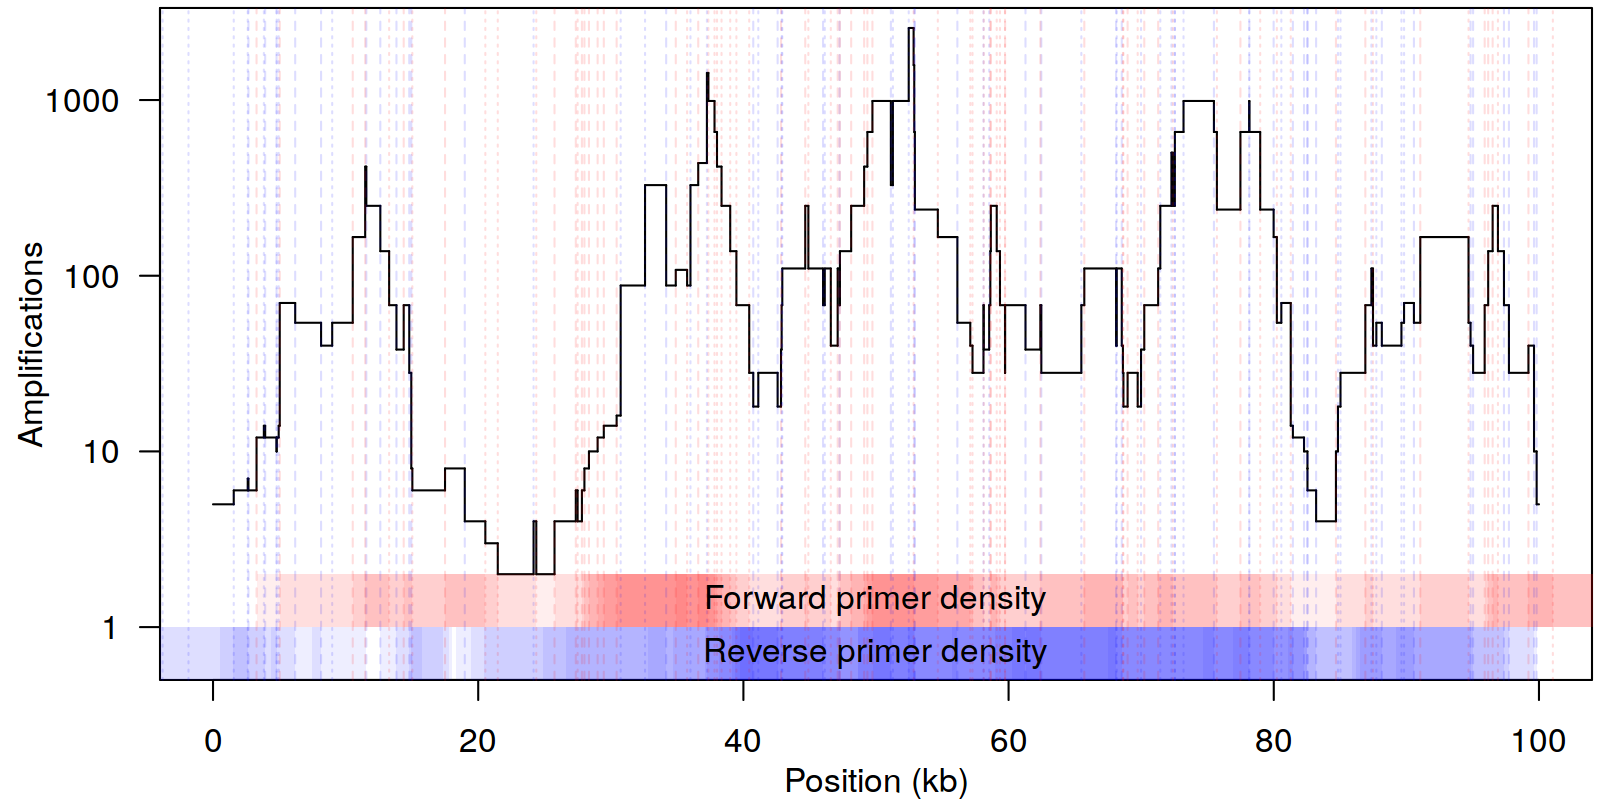 1000
100
10
1
Amplifications
Forward primer density
Reverse primer density
0 20 40 60 80 100
Position (kb)